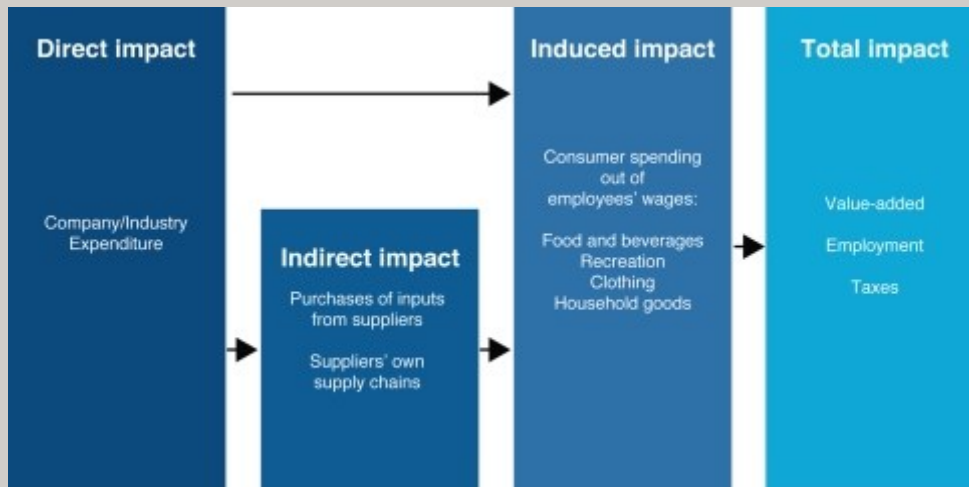 Direct impact
Company/Industry
Expenditure
Indirect impact
Purchases of inputs
from suppliers
Suppliers' own
supply chains
Induced impact
Consumer spending
out of
employees' wages:
Food and beverages
Recreation
Clothing
Household goods
Total impact
Value-added
Employment
Taxes